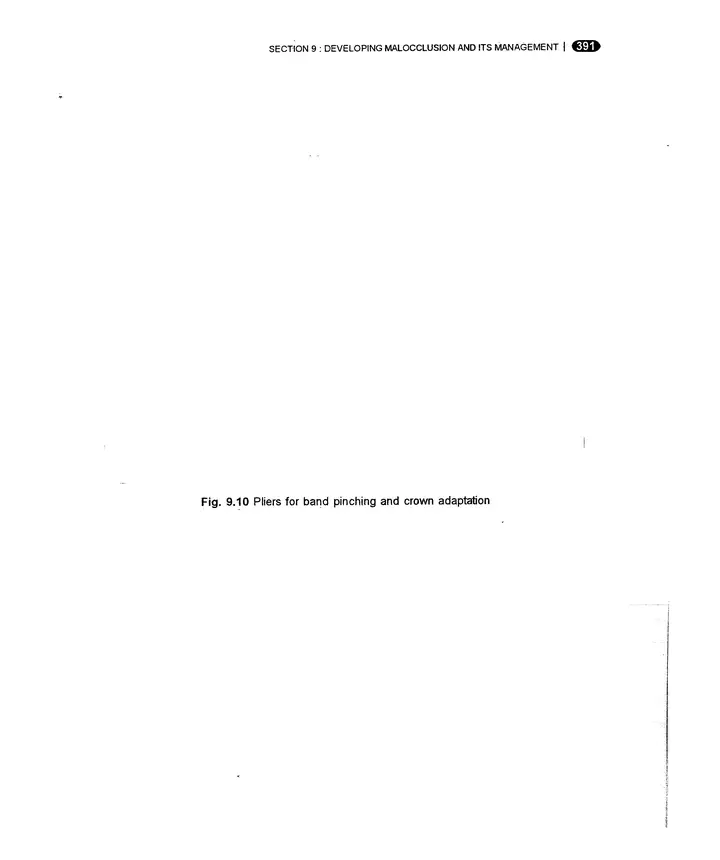 SECTION 9 : DEVELOPING MALOCCLUSION AND ITS MANAGEMENT | 391
Fig. 9.10 Pliers for band pinching and crown adaptation